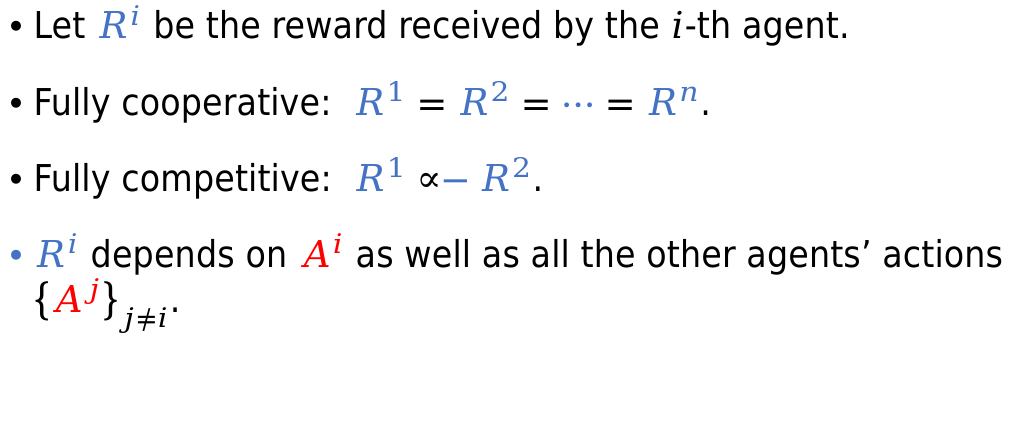 • Let Rⁱ be the reward received by the i-th agent.
• Fully cooperative: R¹ = R² = ⋯ = Rⁿ.
• Fully competitive: R¹ ∝ − R².
• Rⁱ depends on Aⁱ as well as all the other agents’ actions
{Aʲ}_{j≠i}.